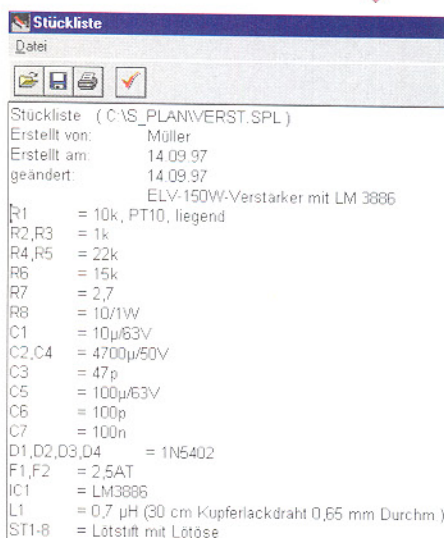 Stückliste
Datei
Stückliste ( C:\S_PLAN\VERST.SPL )
Erstellt von: Müller
Erstellt am: 14.09.97
geändert: 14.09.97
ELV-150W-Verstarker mit LM 3886
R1 = 10k, PT10, liegend
R2,R3 = 1k
R4,R5 = 22k
R6 = 15k
R7 = 2,7
R8 = 10/1W
C1 = 10µ/63V
C2,C4 = 4700µ/50V
C3 = 47p
C5 = 100µ/63V
C6 = 100p
C7 = 100n
D1,D2,D3,D4 = 1N5402
F1,F2 = 2,5AT
IC1 = LM3886
L1 = 0,7 µH (30 cm Kupferlackdraht 0,65 mm Durchm.)
ST1-8 = Lötstift mit Lötöse